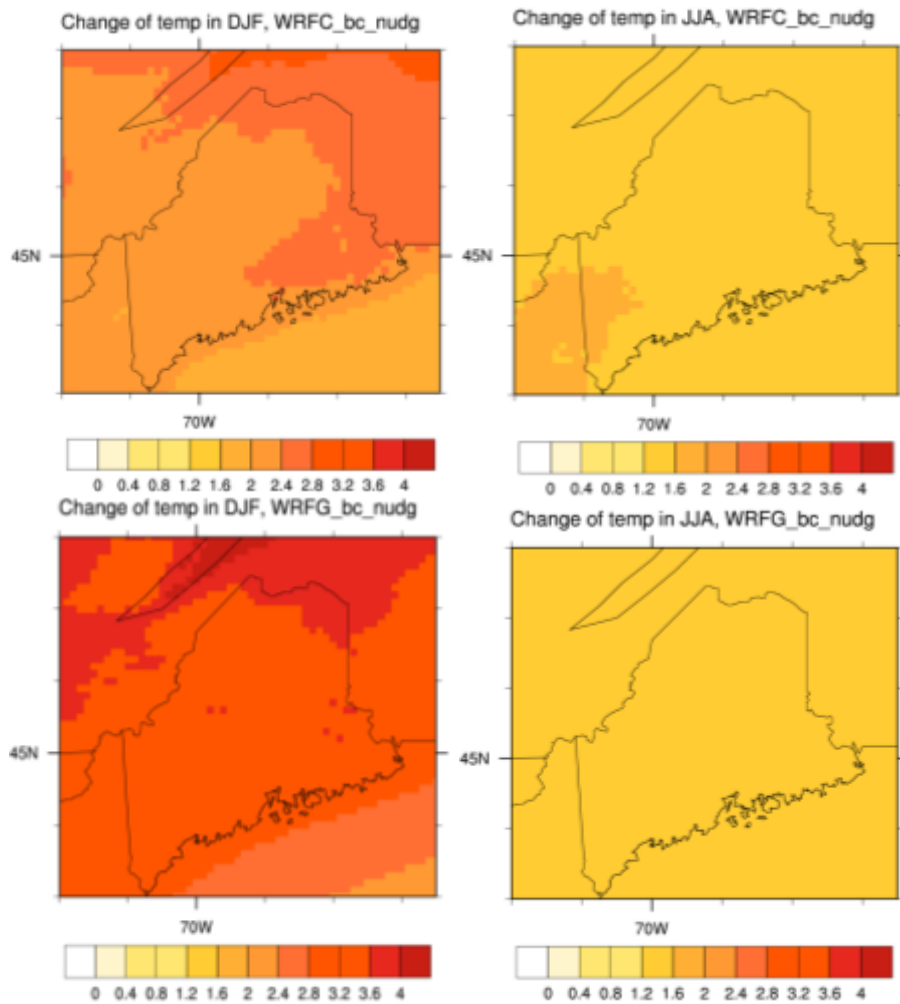 Change of temp in DJF, WRFC_bc_nudg
Change of temp in JJA, WRFC_bc_nudg
45N
45N
70W
70W
0 0.4 0.8 1.2 1.6 2 2.4 2.8 3.2 3.6 4
0 0.4 0.8 1.2 1.6 2 2.4 2.8 3.2 3.6 4
Change of temp in DJF, WRFG_bc_nudg
Change of temp in JJA, WRFG_bc_nudg
45N
45N
70W
70W
0 0.4 0.8 1.2 1.6 2 2.4 2.8 3.2 3.6 4
0 0.4 0.8 1.2 1.6 2 2.4 2.8 3.2 3.6 4